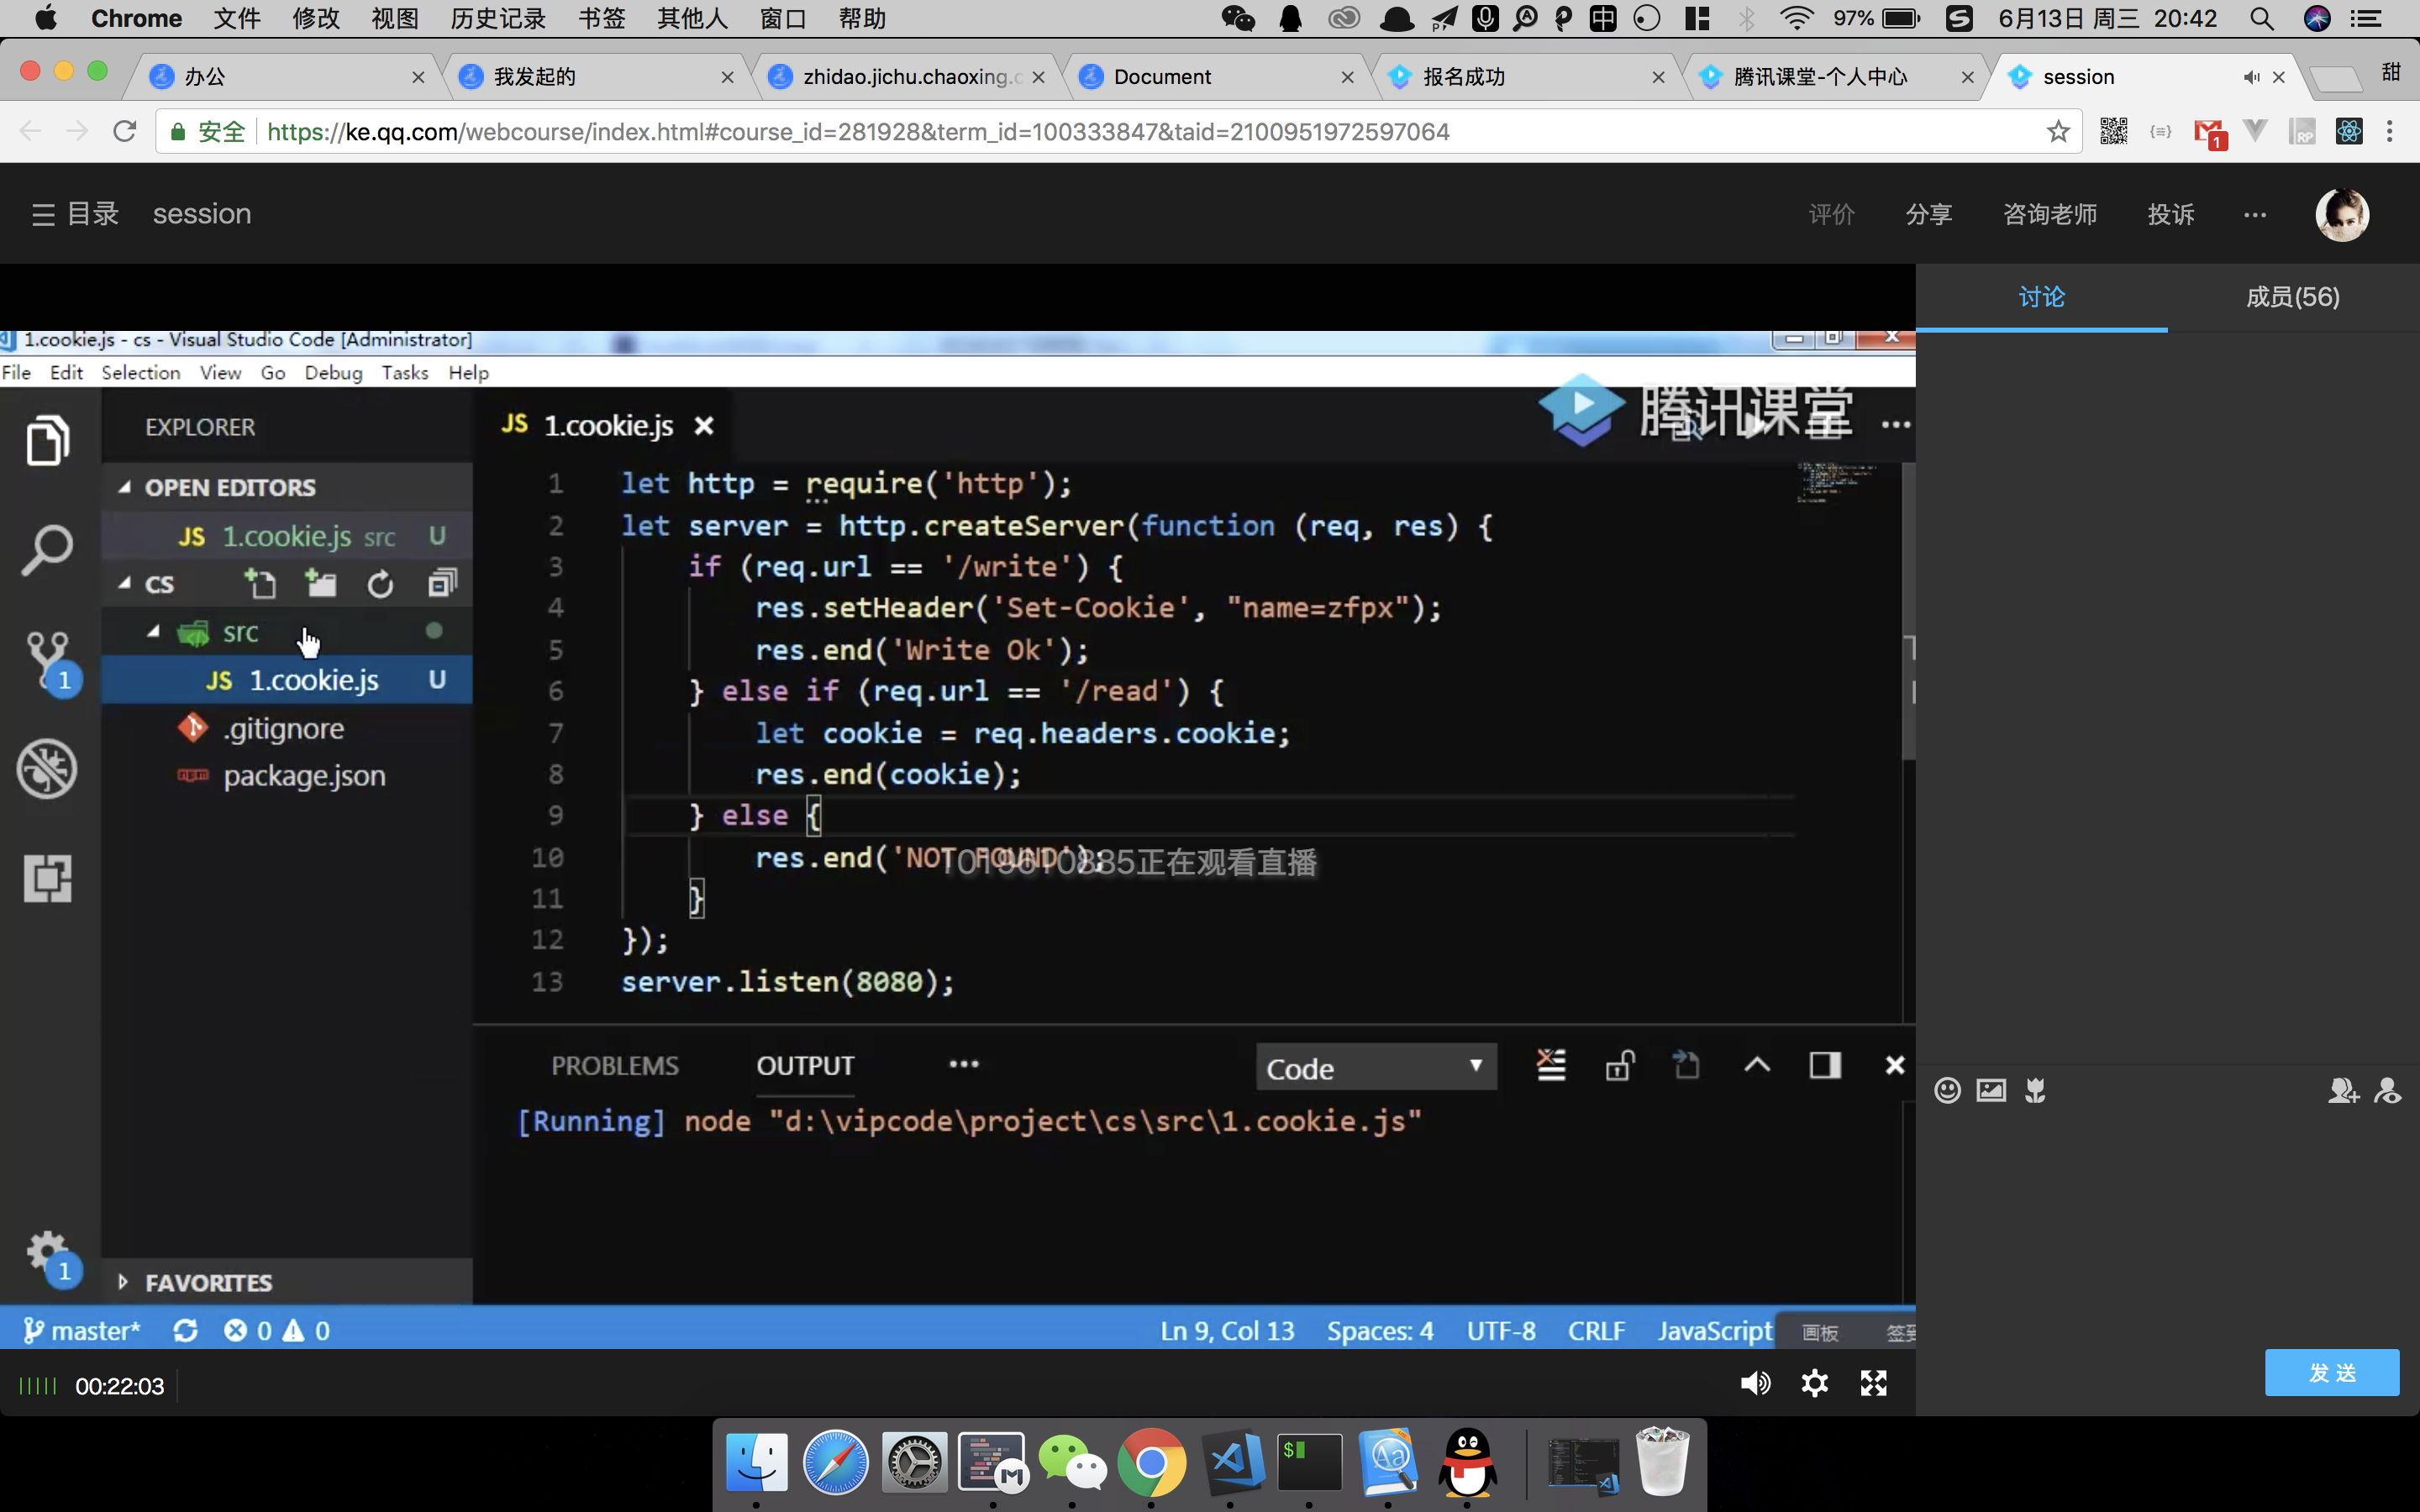 Chrome 文件 修改 视图 历史记录 书签 其他人 窗口 帮助 97% 6月13日 周三 20:42
办公 我发起的 zhidao.jichu.chaoxing.c Document 报名成功 腾讯课堂-个人中心 session 甜
安全 https://ke.qq.com/webcourse/index.html#course_id=281928&term_id=100333847&taid=2100951972597064 1
目录 session 评价 分享 咨询老师 投诉 ···
讨论 成员(56)
1.cookie.js - cs - Visual Studio Code [Administrator]
File Edit Selection View Go Debug Tasks Help
腾讯课堂
EXPLORER
JS 1.cookie.js
OPEN EDITORS
JS 1.cookie.js src U
CS
src
JS 1.cookie.js U
.gitignore
package.json
1
1
FAVORITES
1 let http = require('http');
2 let server = http.createServer(function (req, res) {
3 if (req.url == '/write') {
4 res.setHeader('Set-Cookie', "name=zfpx");
5 res.end('Write Ok');
6 } else if (req.url == '/read') {
7 let cookie = req.headers.cookie;
8 res.end(cookie);
9 } else {
10 res.end('NOT FOUND');
1019610885正在观看直播
11 }
12 });
13 server.listen(8080);
PROBLEMS OUTPUT ··· Code
[Running] node "d:\vipcode\project\cs\src\1.cookie.js"
master* 0 0 Ln 9, Col 13 Spaces: 4 UTF-8 CRLF JavaScript 画板 签到
00:22:03
发 送